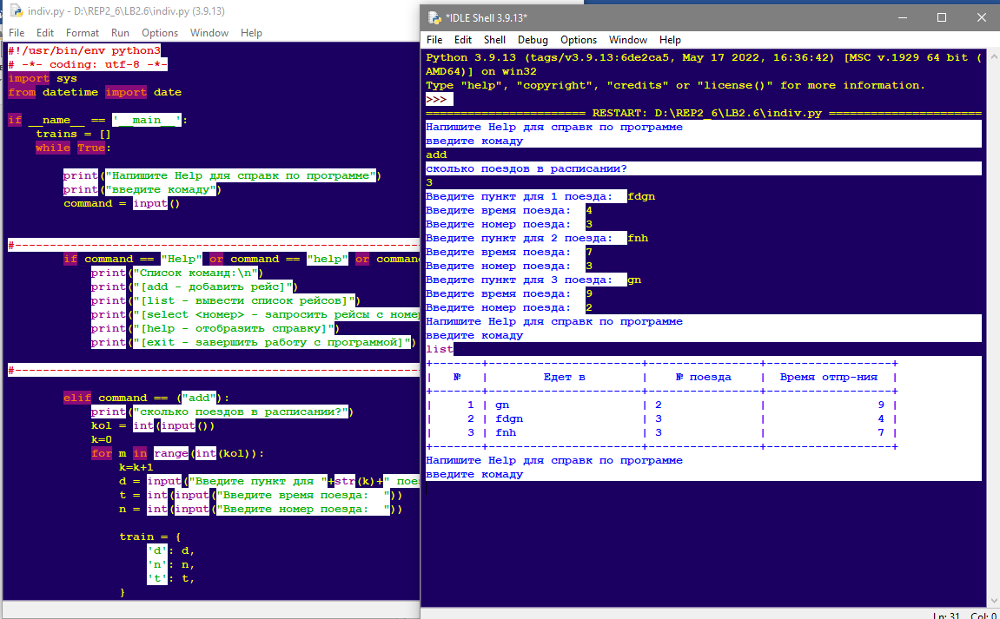 indiv.py - D:\REP2_6\LB2.6\indiv.py (3.9.13)
File Edit Format Run Options Window Help
#!/usr/bin/env python3
# -*- coding: utf-8 -*-
import sys
from datetime import date
if __name__ == '__main__':
trains = []
while True:
print("Напишите Help для справк по программе")
print("введите комаду")
command = input()
#-----------------------------------------------------------
if command == "Help" or command == "help" or comman
print("Список команд:\n")
print("[add - добавить рейс]")
print("[list - вывести список рейсов]")
print("[select <номер> - запросить рейсы с номе
print("[help - отобразить справку]")
print("[exit - завершить работу с программой]")
#-----------------------------------------------------------
elif command == ("add"):
print("сколько поездов в расписании?")
kol = int(input())
k=0
for m in range(int(kol)):
k=k+1
d = input("Введите пункт для "+str(k)+" пое
t = int(input("Введите время поезда:  "))
n = int(input("Введите номер поезда:  "))
train = {
'd': d,
'n': n,
't': t,
}
*IDLE Shell 3.9.13*
File Edit Shell Debug Options Window Help
Python 3.9.13 (tags/v3.9.13:6de2ca5, May 17 2022, 16:36:42) [MSC v.1929 64 bit (
AMD64)] on win32
Type "help", "copyright", "credits" or "license()" for more information.
>>>
======================= RESTART: D:\REP2_6\LB2.6\indiv.py ======================
Напишите Help для справк по программе
введите комаду
add
сколько поездов в расписании?
3
Введите пункт для 1 поезда:  fdgn
Введите время поезда:  4
Введите номер поезда:  3
Введите пункт для 2 поезда:  fnh
Введите время поезда:  7
Введите номер поезда:  3
Введите пункт для 3 поезда:  gn
Введите время поезда:  9
Введите номер поезда:  2
Напишите Help для справк по программе
введите комаду
list
+-------+-----------------------+----------------+-------------------+
| № | Едет в | № поезда | Время отпр-ния |
+-------+-----------------------+----------------+-------------------+
| 1 | gn | 2 | 9 |
| 2 | fdgn | 3 | 4 |
| 3 | fnh | 3 | 7 |
+-------+-----------------------+----------------+-------------------+
Напишите Help для справк по программе
введите комаду
Ln: 31 Col: 0